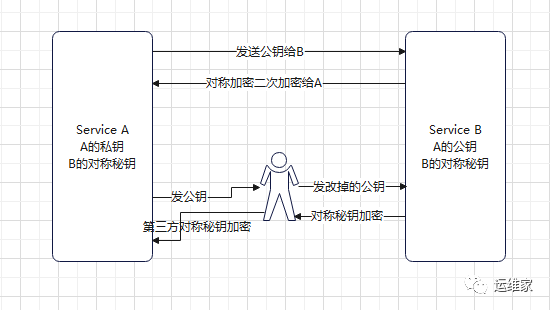 发送公钥给B
对称加密二次加密给A
Service A
A的私钥
B的对称秘钥
Service B
A的公钥
B的对称秘钥
发公钥
发改掉的公钥
对称秘钥加密
第三方对称秘钥加密
运维家